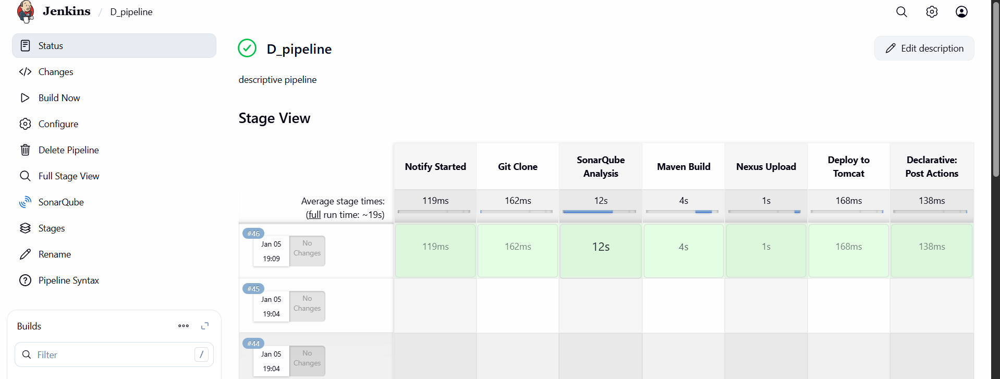 Jenkins / D_pipeline
Status
Changes
Build Now
Configure
Delete Pipeline
Full Stage View
SonarQube
Stages
Rename
Pipeline Syntax
Builds
Filter /
D_pipeline
Edit description
descriptive pipeline
Stage View
Notify Started
Git Clone
SonarQube
Analysis
Maven Build
Nexus Upload
Deploy to
Tomcat
Declarative:
Post Actions
Average stage times:
(full run time: ~19s)
119ms 162ms 12s 4s 1s 168ms 138ms
#46
Jan 05
19:09
No
Changes
119ms 162ms 12s 4s 1s 168ms 138ms
#45
Jan 05
19:04
No
Changes
#44
Jan 05
19:04
No
Changes